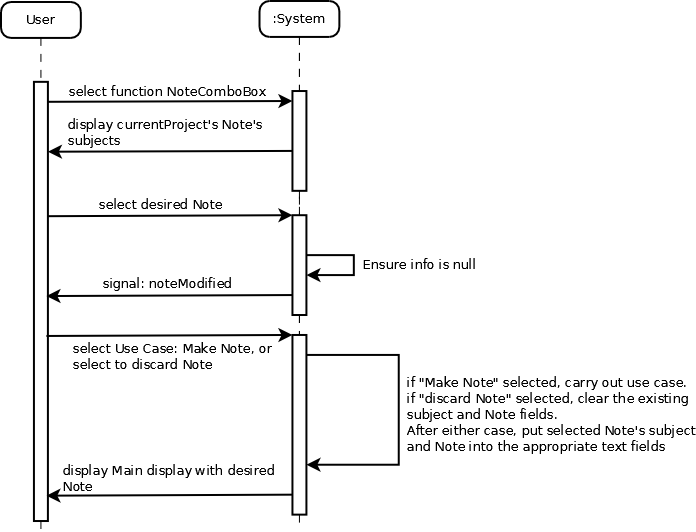 User
:System
select function NoteComboBox
display currentProject's Note's
subjects
select desired Note
Ensure info is null
signal: noteModified
select Use Case: Make Note, or
select to discard Note
if "Make Note" selected, carry out use case.
if "discard Note" selected, clear the existing
subject and Note fields.
After either case, put selected Note's subject
and Note into the appropriate text fields
display Main display with desired
Note